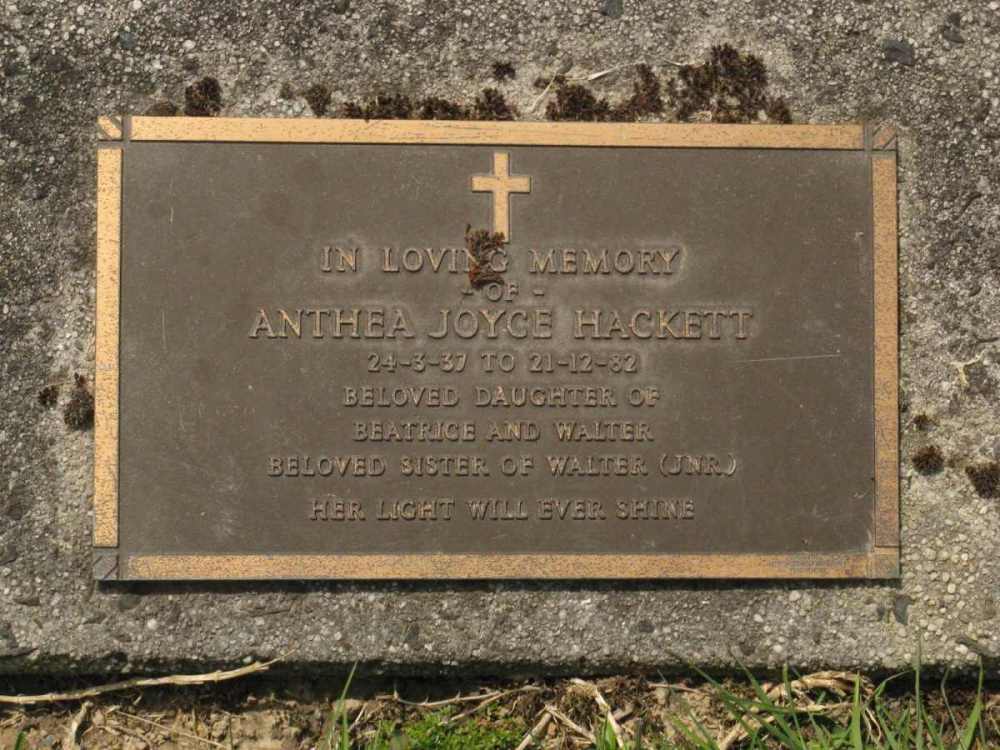 IN LOVING MEMORY
- OF -
ANTHEA JOYCE HACKETT
24-3-37 TO 21-12-82
BELOVED DAUGHTER OF
BEATRICE AND WALTER
BELOVED SISTER OF WALTER (JNR.)
HER LIGHT WILL EVER SHINE